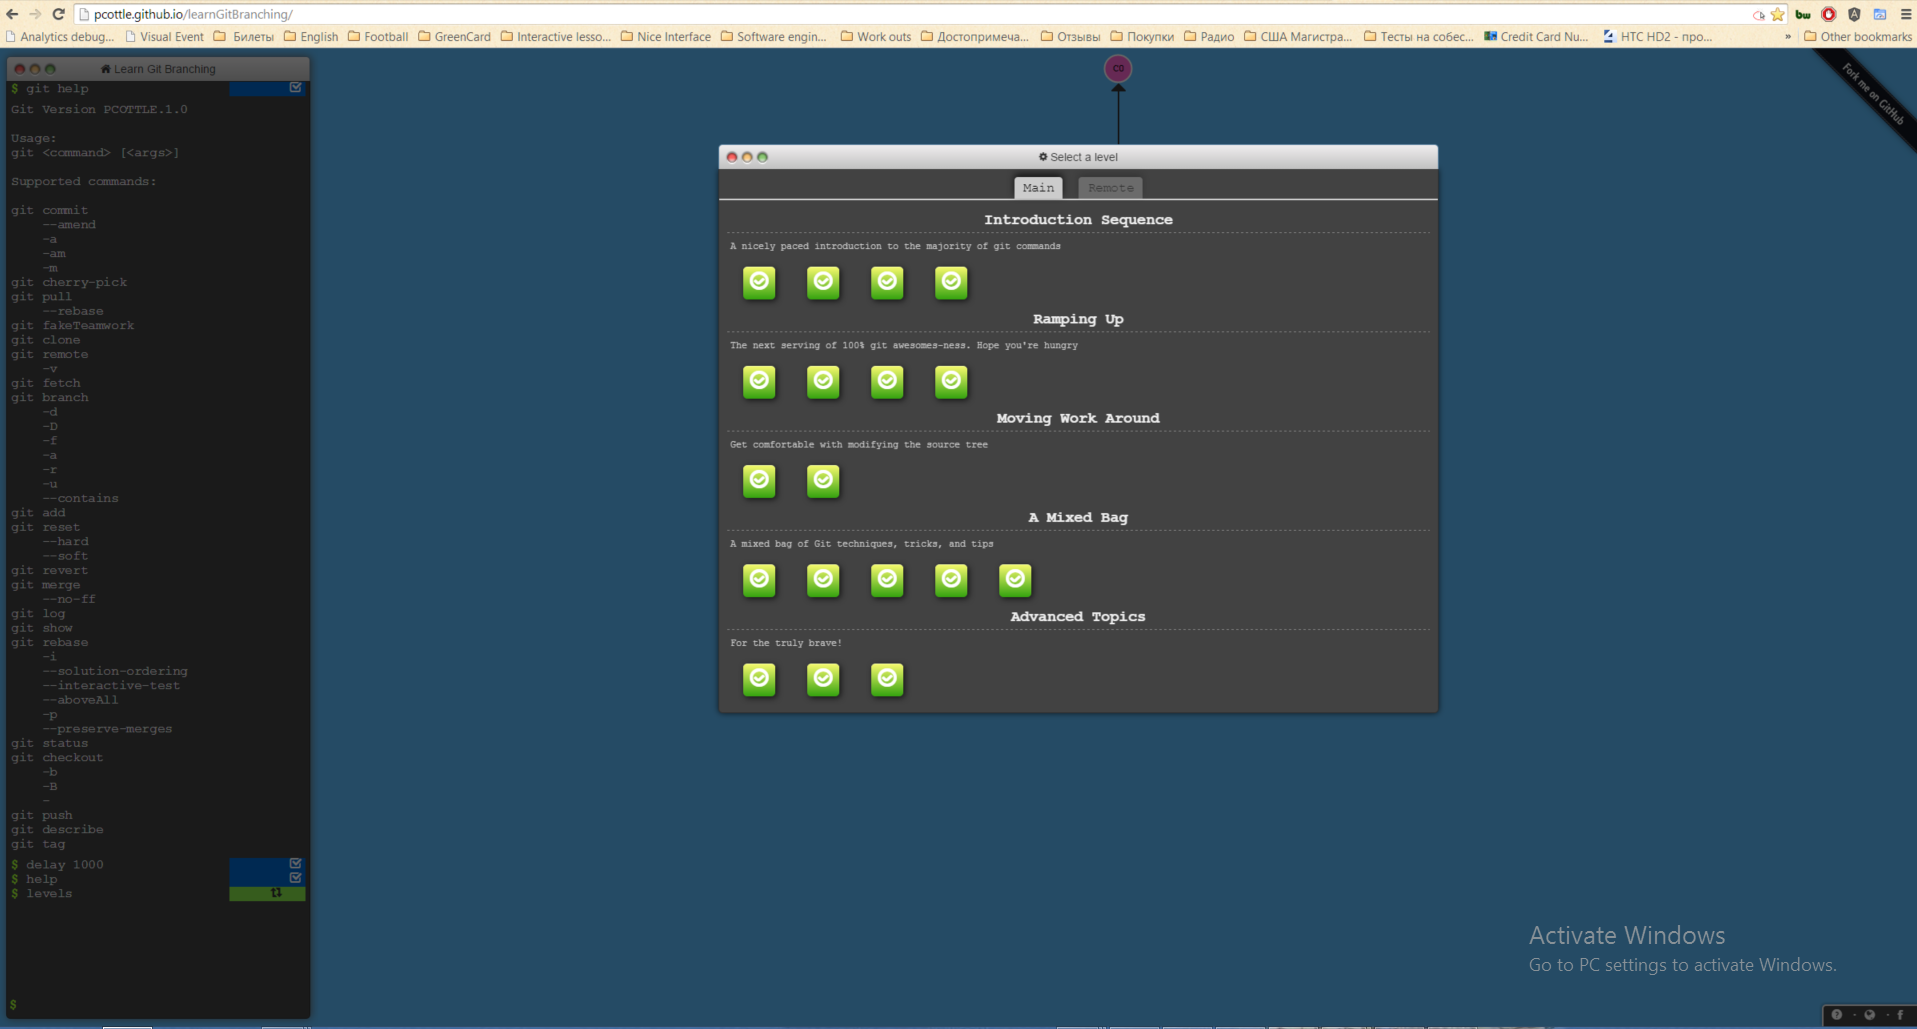 pcottle.github.io/learnGitBranching/
Analytics debug... Visual Event Билеты English Football GreenCard Interactive lesso... Nice Interface Software engin... Work outs Достопримеча... Отзывы Покупки Радио США Магистра... Тесты на собес... Credit Card Nu... HTC HD2 - про... » Other bookmarks
Learn Git Branching
$ git help
Git Version PCOTTLE.1.0
Usage:
git <command> [<args>]
Supported commands:
git commit
--amend
-a
-am
-m
git cherry-pick
git pull
--rebase
git fakeTeamwork
git clone
git remote
-v
git fetch
git branch
-d
-D
-f
-a
-r
-u
--contains
git add
git reset
--hard
--soft
git revert
git merge
--no-ff
git log
git show
git rebase
-i
--solution-ordering
--interactive-test
--aboveAll
-p
--preserve-merges
git status
git checkout
-b
-B
-
git push
git describe
git tag
$ delay 1000
$ help
$ levels
$
C0
Fork me on GitHub
Select a level
Main Remote
Introduction Sequence
A nicely paced introduction to the majority of git commands
Ramping Up
The next serving of 100% git awesomes-ness. Hope you're hungry
Moving Work Around
Get comfortable with modifying the source tree
A Mixed Bag
A mixed bag of Git techniques, tricks, and tips
Advanced Topics
For the truly brave!
Activate Windows
Go to PC settings to activate Windows.